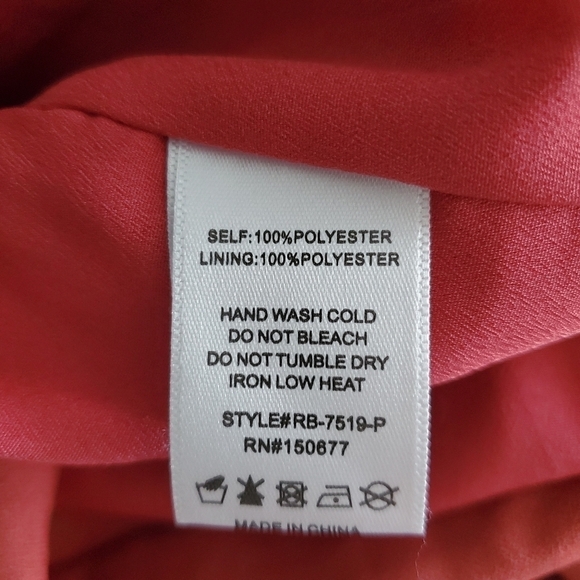 SELF:100%POLYESTER
LINING:100%POLYESTER
HAND WASH COLD
DO NOT BLEACH
DO NOT TUMBLE DRY
IRON LOW HEAT
STYLE#RB-7519-P
RN#150677
MADE IN CHINA